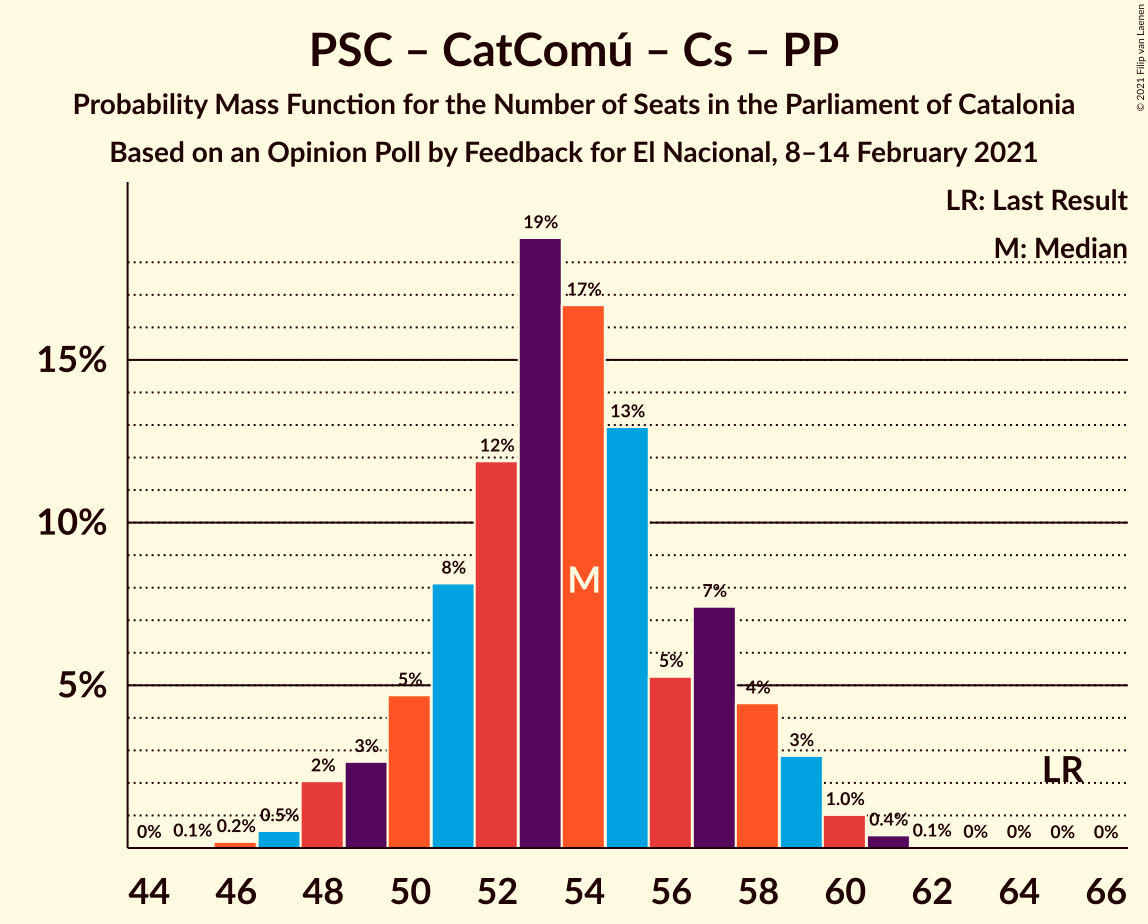 PSC – CatComú – Cs – PP
Probability Mass Function for the Number of Seats in the Parliament of Catalonia
Based on an Opinion Poll by Feedback for El Nacional, 8–14 February 2021
© 2021 Filip van Laenen
LR: Last Result
M: Median
15%
10%
5%
0%
0.1%
0.2%
0.5%
2%
3%
5%
8%
12%
19%
17%
13%
5%
7%
4%
3%
1.0%
0.4%
0.1%
0%
0%
0%
0%
M
LR
44 46 48 50 52 54 56 58 60 62 64 66